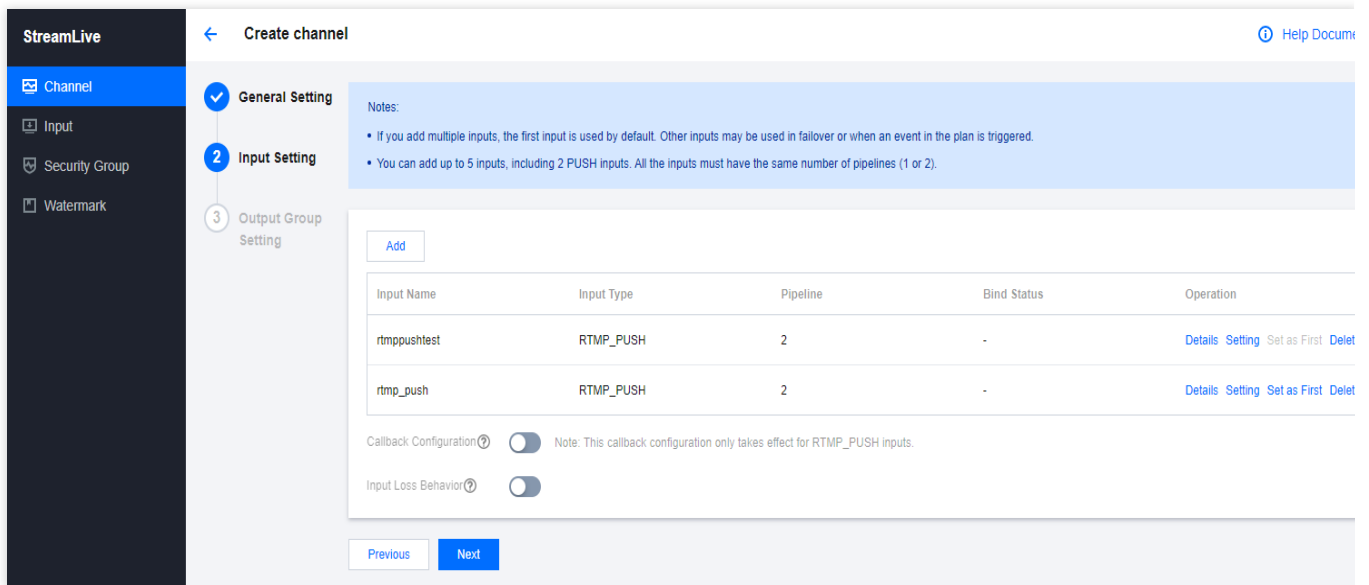 StreamLive
Channel
Input
Security Group
Watermark
Create channel
Help Docume
General Setting
2 Input Setting
3 Output Group
Setting
Notes:
• If you add multiple inputs, the first input is used by default. Other inputs may be used in failover or when an event in the plan is triggered.
• You can add up to 5 inputs, including 2 PUSH inputs. All the inputs must have the same number of pipelines (1 or 2).
Add
Input Name Input Type Pipeline Bind Status Operation
rtmppushtest RTMP_PUSH 2 - Details Setting Set as First Delet
rtmp_push RTMP_PUSH 2 - Details Setting Set as First Delet
Callback Configuration Note: This callback configuration only takes effect for RTMP_PUSH inputs.
Input Loss Behavior
Previous Next